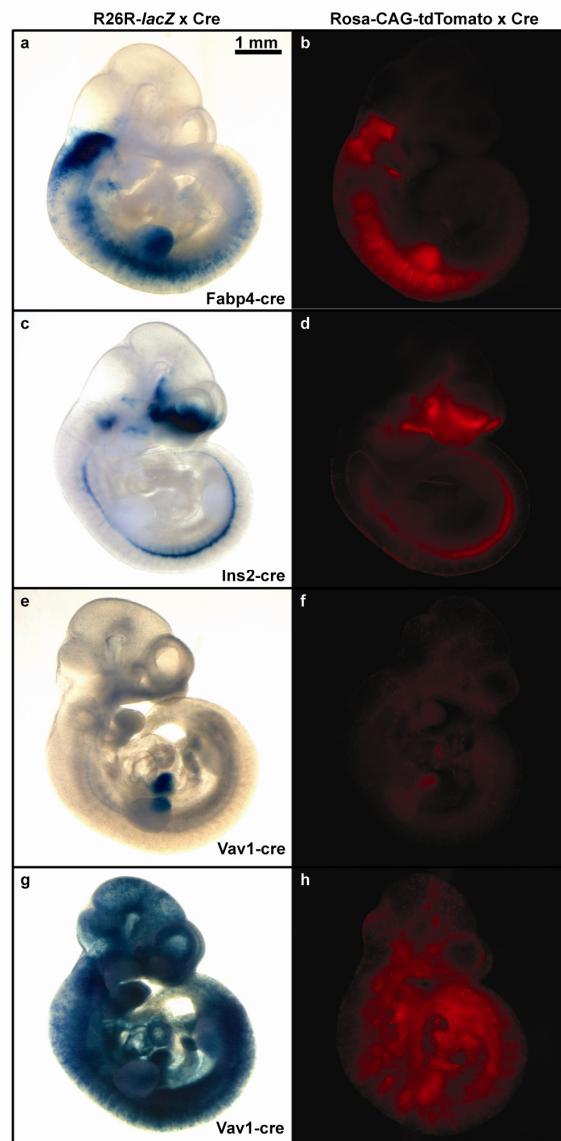 R26R-lacZ x Cre
Rosa-CAG-tdTomato x Cre
a
1 mm
b
Fabp4-cre
c
d
Ins2-cre
e
f
Vav1-cre
g
h
Vav1-cre